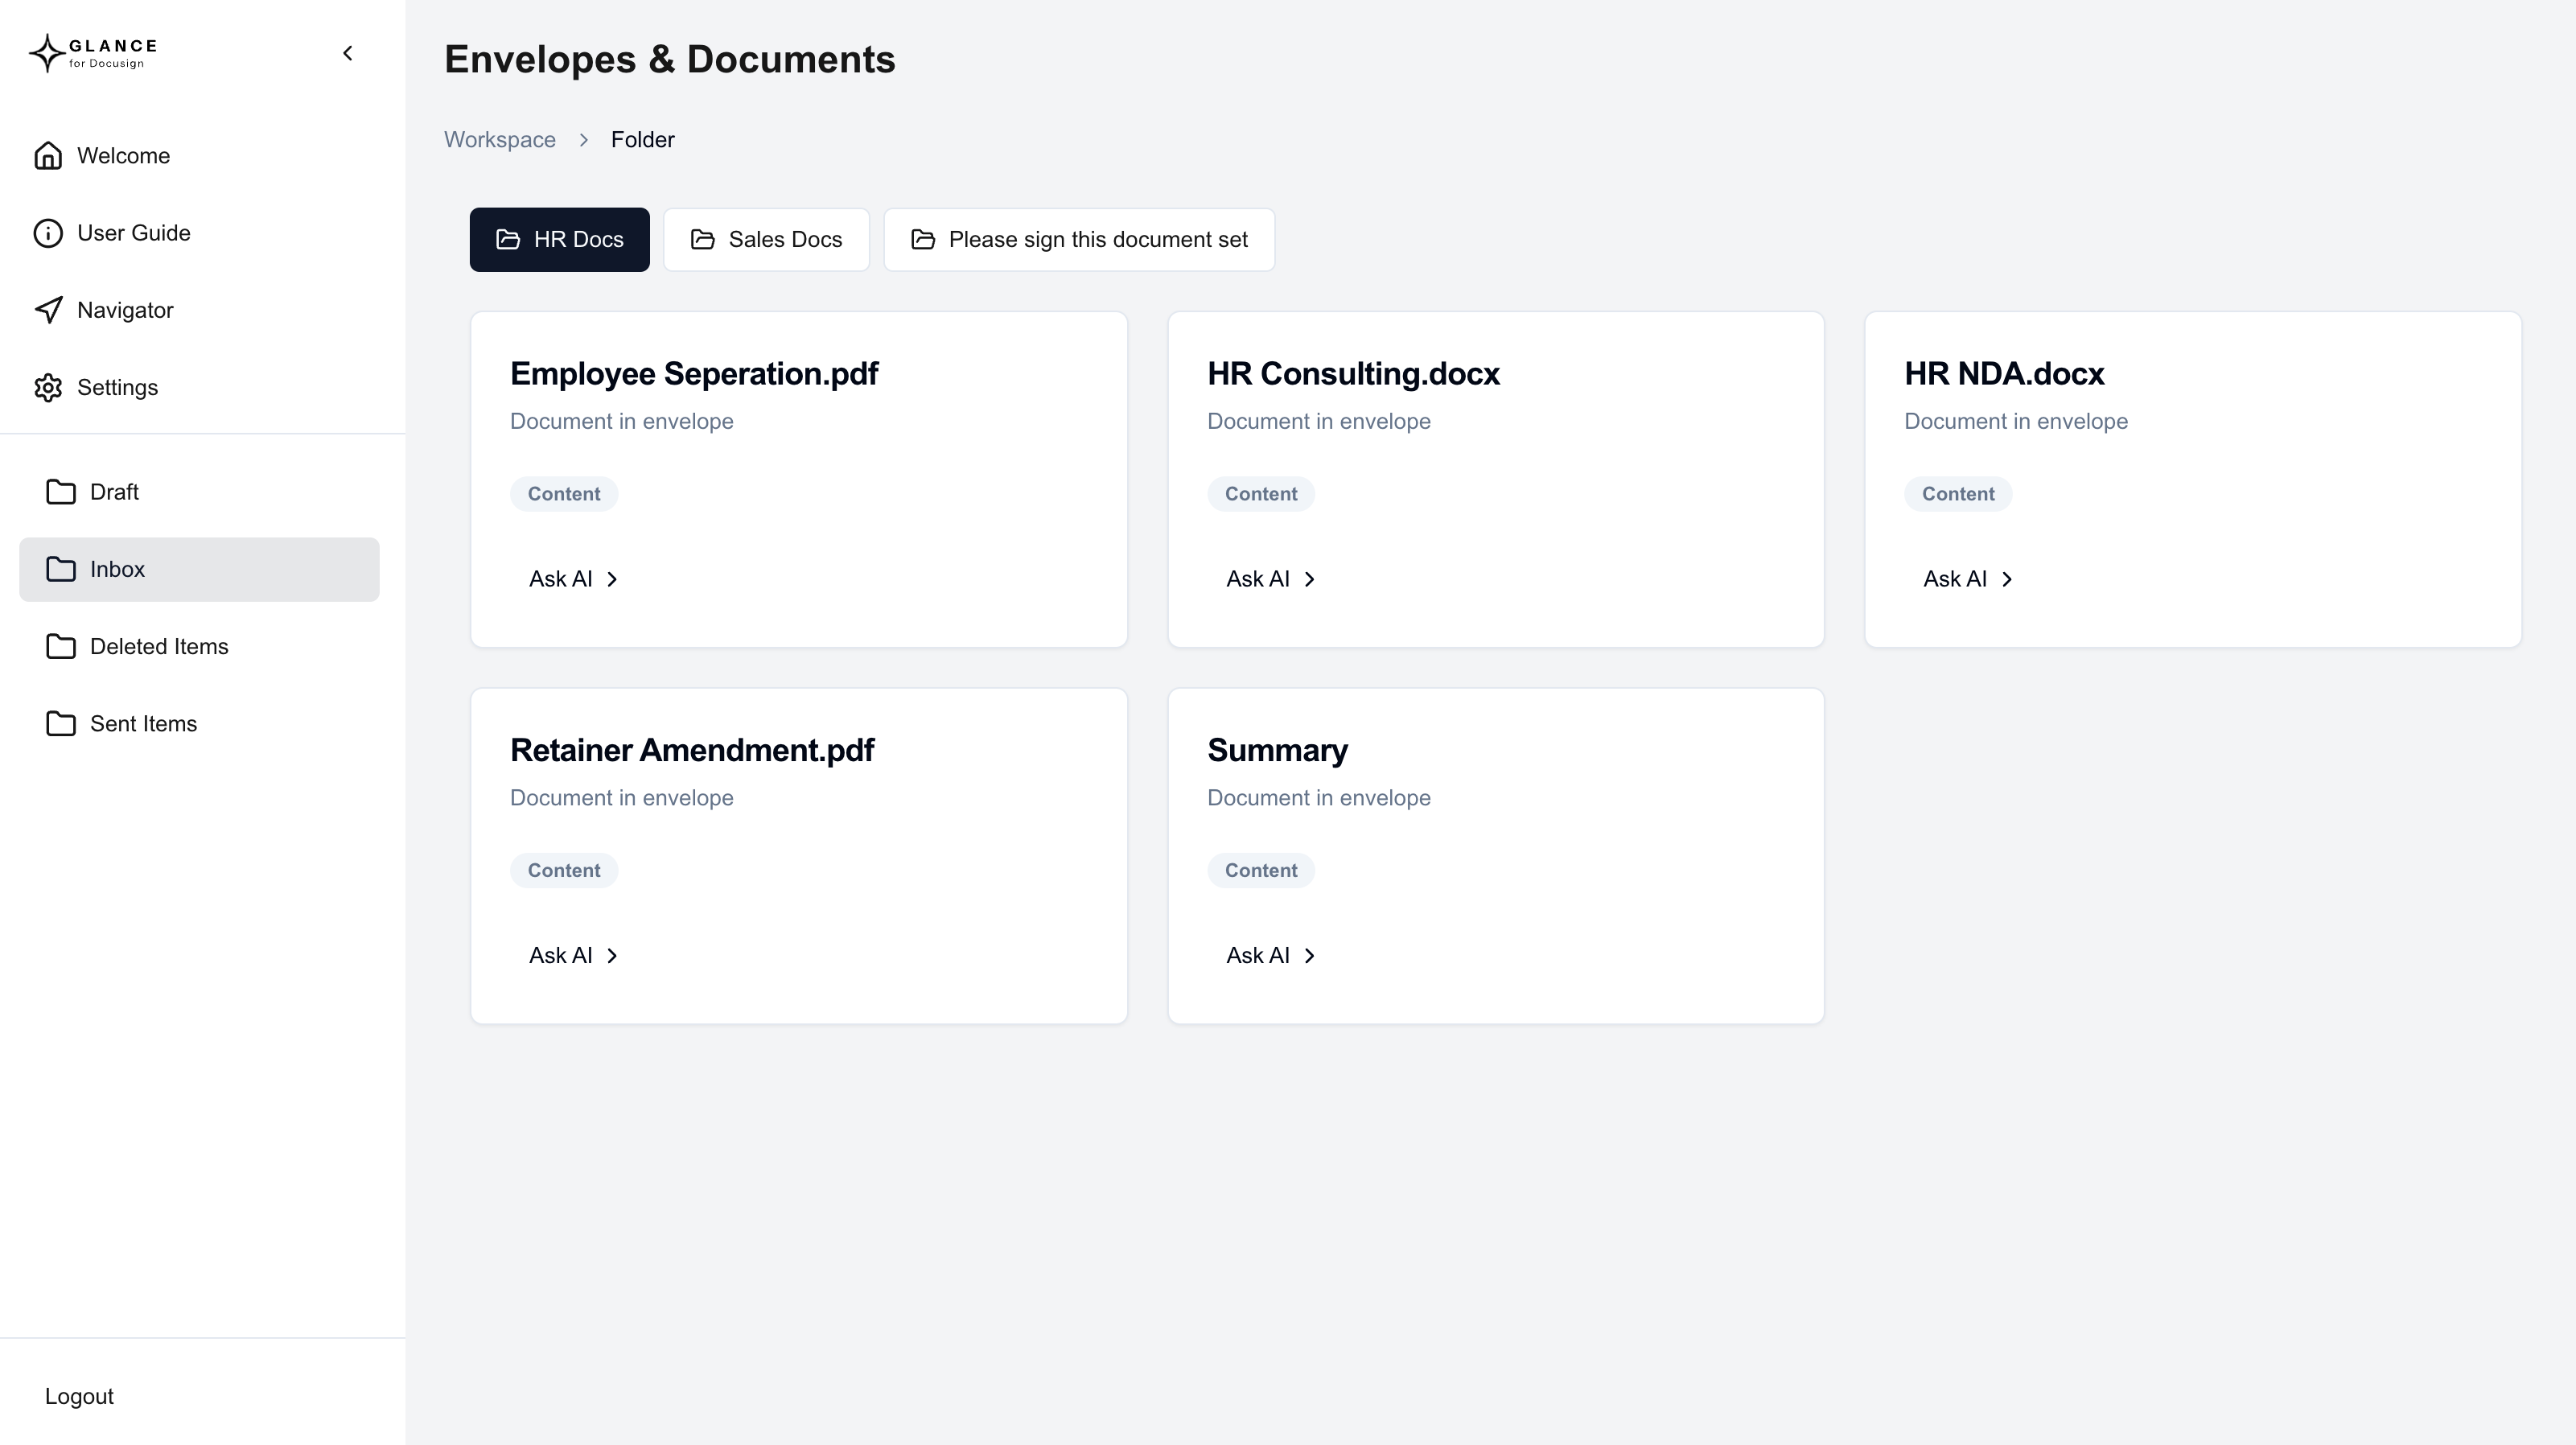 GLANCE
for Docusign
Welcome
User Guide
Navigator
Settings
Draft
Inbox
Deleted Items
Sent Items
Logout
Envelopes & Documents
Workspace > Folder
HR Docs
Sales Docs
Please sign this document set
Employee Seperation.pdf
Document in envelope
Content
Ask AI
HR Consulting.docx
Document in envelope
Content
Ask AI
HR NDA.docx
Document in envelope
Content
Ask AI
Retainer Amendment.pdf
Document in envelope
Content
Ask AI
Summary
Document in envelope
Content
Ask AI